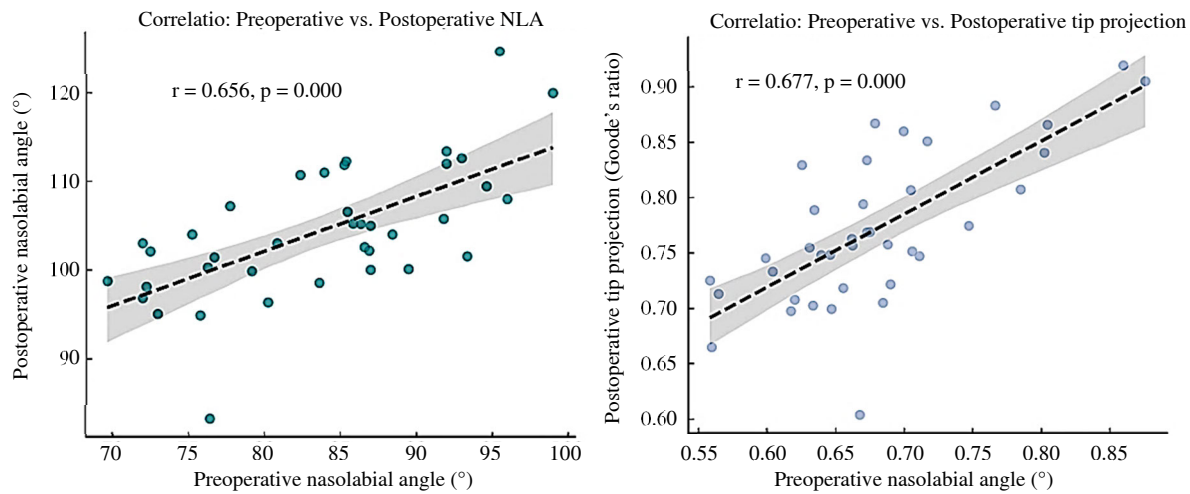 Correlatio: Preoperative vs. Postoperative NLA
Postoperative nasolabial angle (°)
r = 0.656, p = 0.000
120
110
100
90
70 75 80 85 90 95 100
Preoperative nasolabial angle (°)
Correlatio: Preoperative vs. Postoperative tip projection
Postoperative tip projection (Goode's ratio)
r = 0.677, p = 0.000
0.90
0.85
0.80
0.75
0.70
0.65
0.60
0.55 0.60 0.65 0.70 0.75 0.80 0.85
Preoperative nasolabial angle (°)